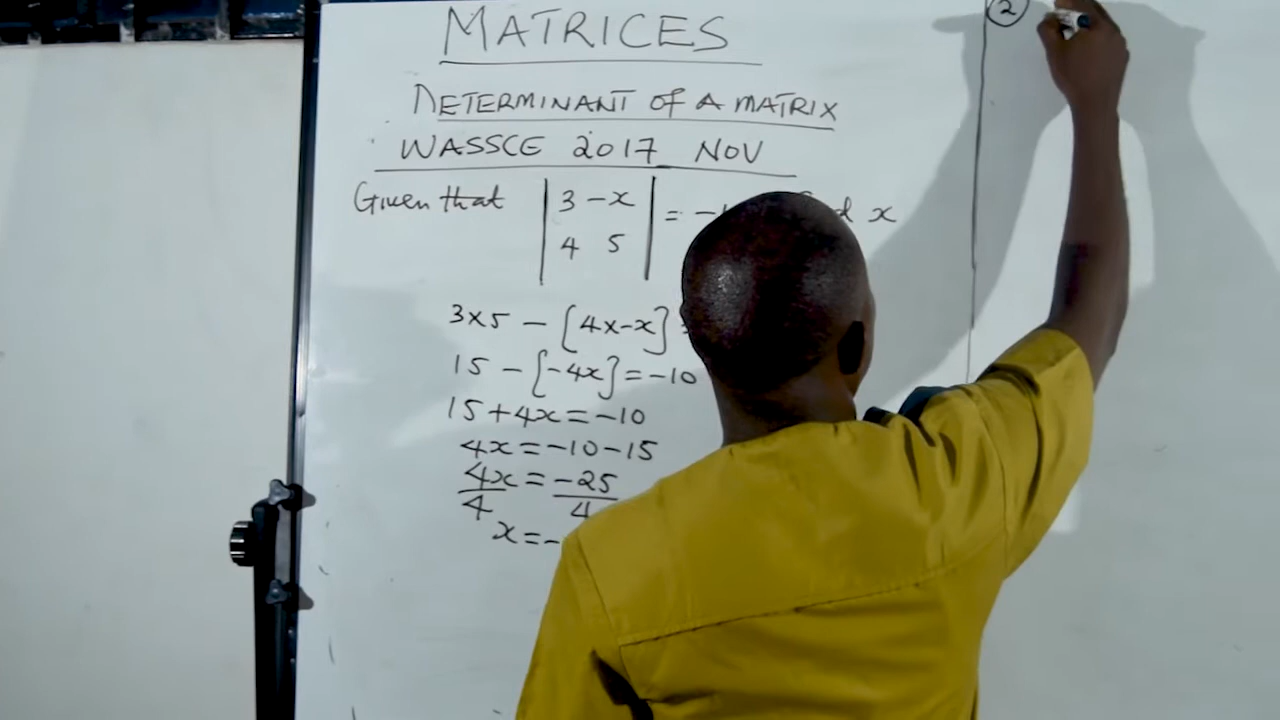 MATRICES
DETERMINANT OF A MATRIX
WASSCE 2017 NOV
Given that | 3 -x | = - x
4 5
3x5 - [4x-x]
15 - [-4x] = -10
15+4x = -10
4x = -10-15
4x = -25
4 4
x = -
2